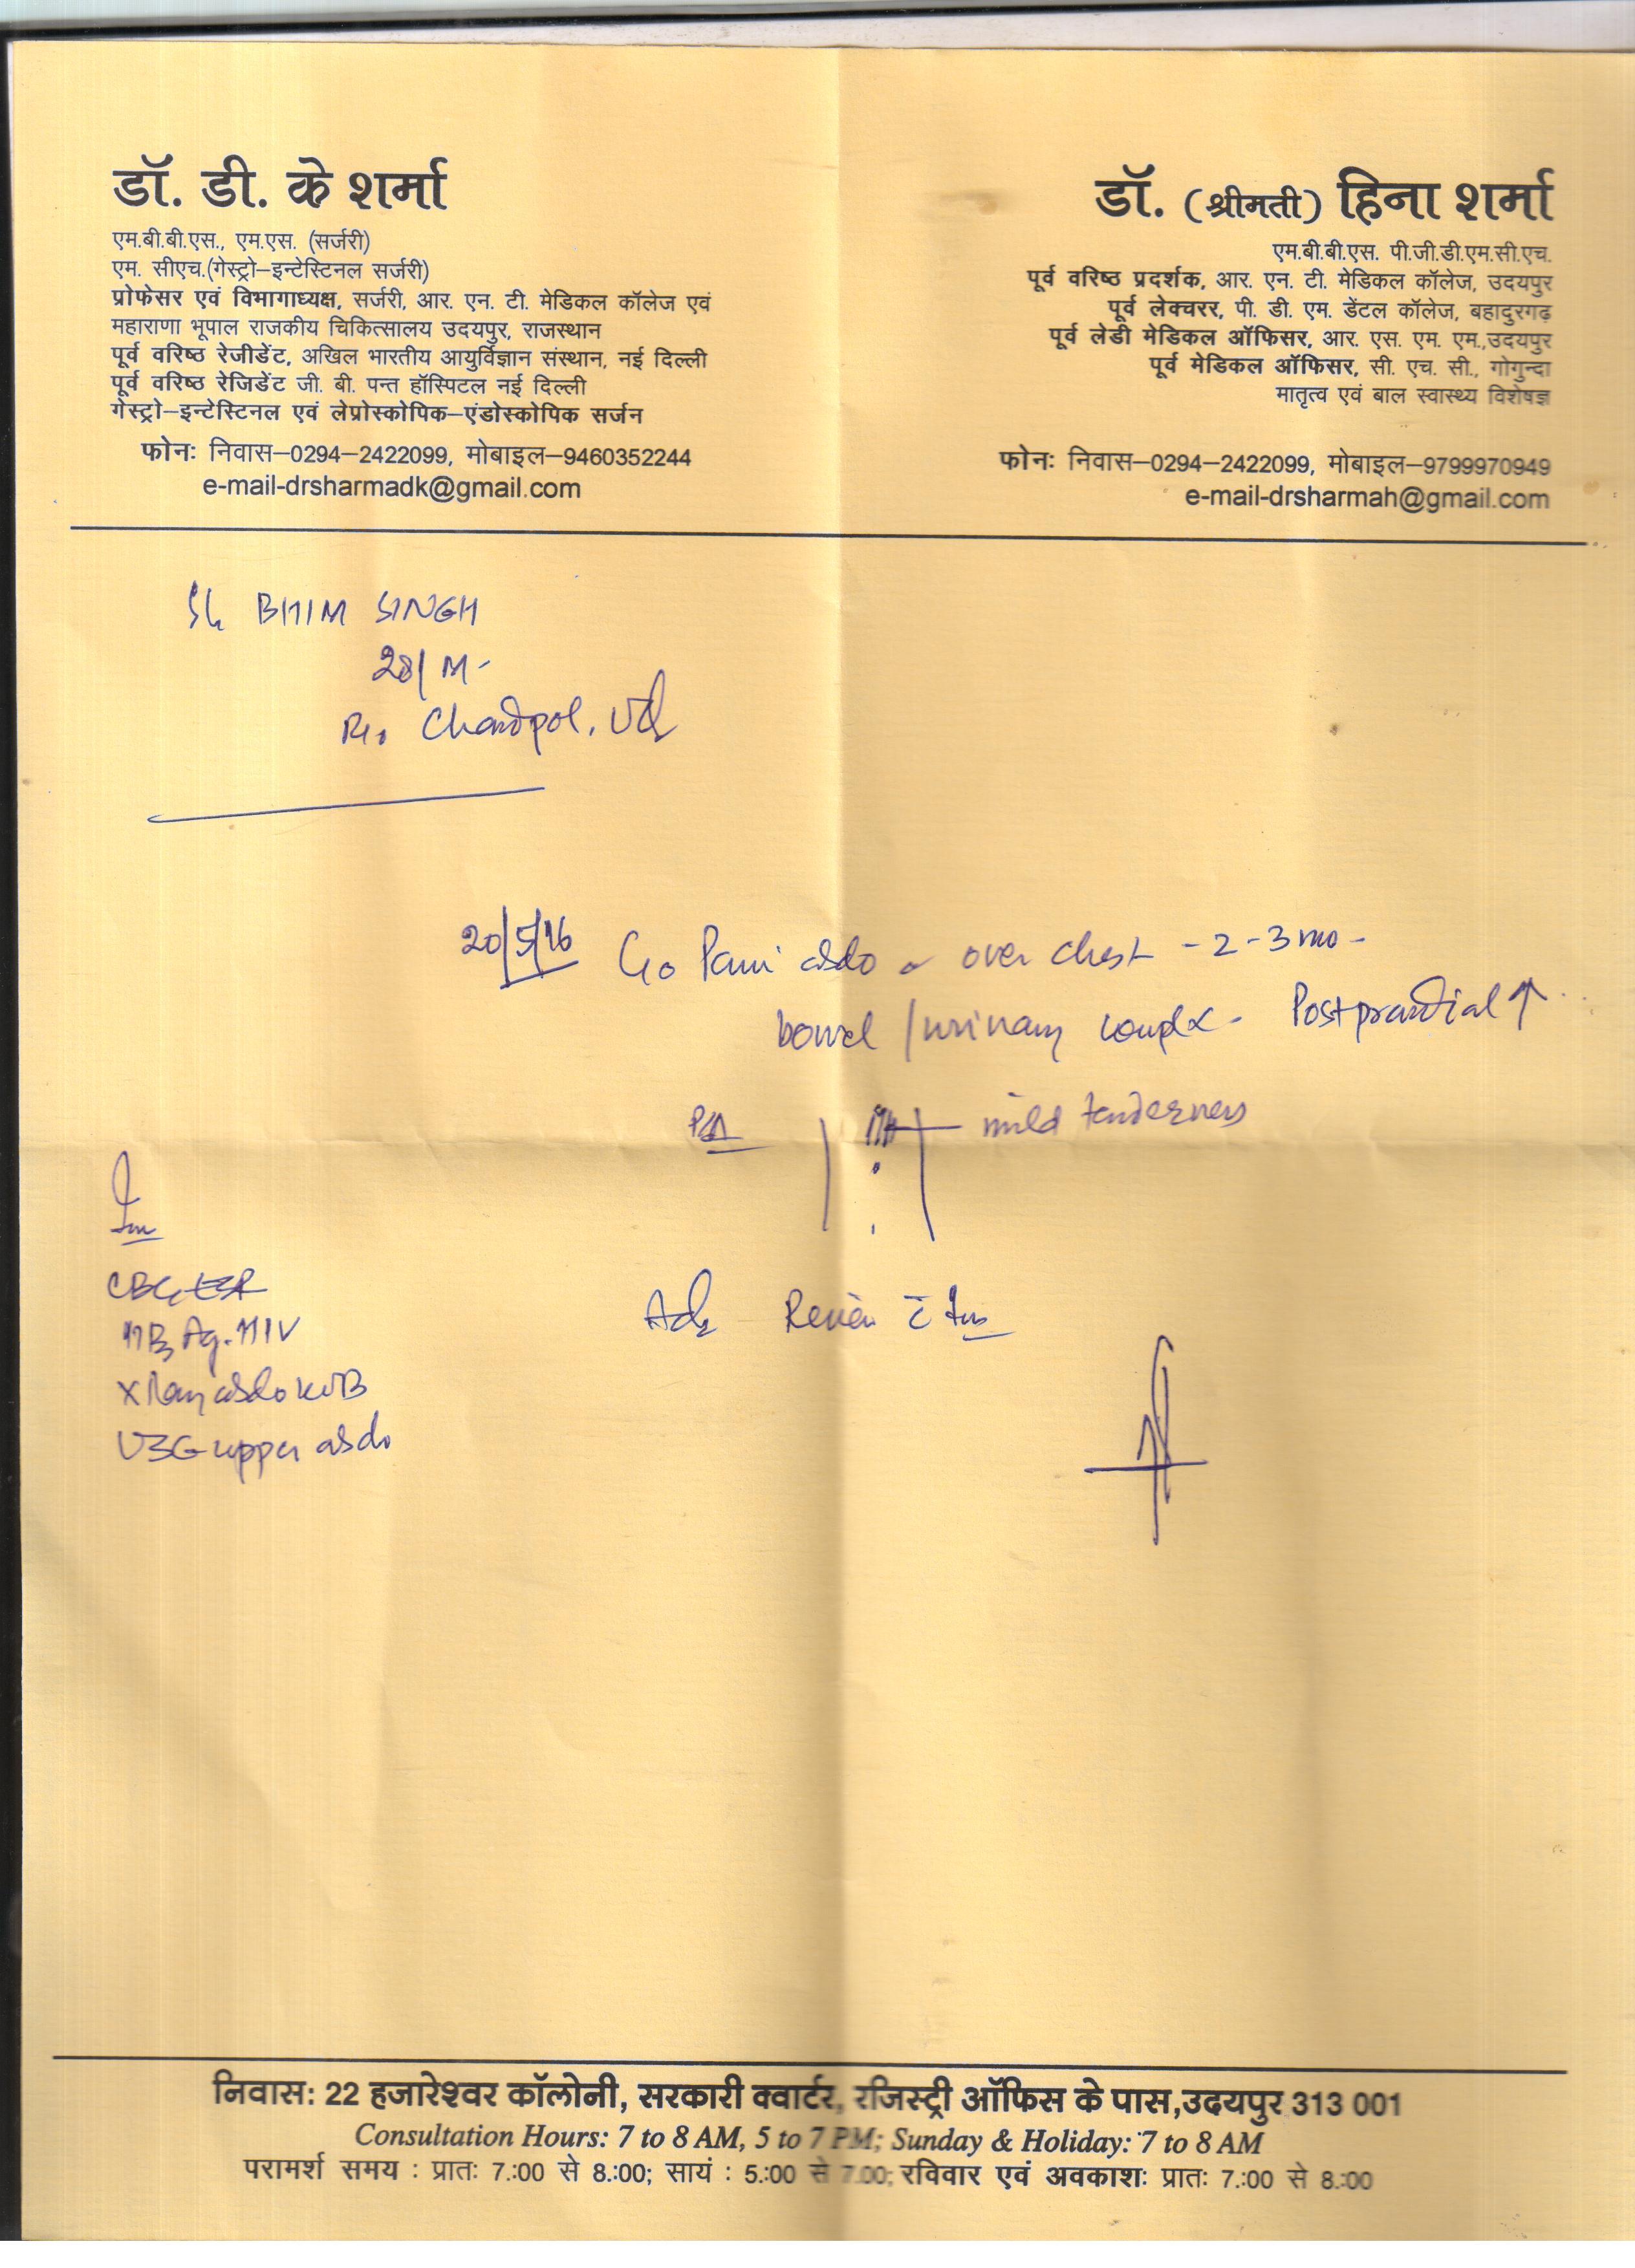 डॉ. डी. के शर्मा
एम.बी.बी.एस., एम.एस. (सर्जरी)
एम. सीएच.(गेस्ट्रो–इन्टेस्टिनल सर्जरी)
प्रोफेसर एवं विभागाध्यक्ष, सर्जरी, आर. एन. टी. मेडिकल कॉलेज एवं
महाराणा भूपाल राजकीय चिकित्सालय उदयपुर, राजस्थान
पूर्व वरिष्ठ रेजीडेंट, अखिल भारतीय आयुर्विज्ञान संस्थान, नई दिल्ली
पूर्व वरिष्ठ रेजिडेंट जी. बी. पन्त हॉस्पिटल नई दिल्ली
गेस्ट्रो–इन्टेस्टिनल एवं लेप्रोस्कोपिक–एंडोस्कोपिक सर्जन
फोनः निवास–0294–2422099, मोबाइल–9460352244
e-mail-drsharmadk@gmail.com
डॉ. (श्रीमती) हिना शर्मा
एम.बी.बी.एस. पी.जी.डी.एम.सी.एच.
पूर्व वरिष्ठ प्रदर्शक, आर. एन. टी. मेडिकल कॉलेज, उदयपुर
पूर्व लेक्चरर, पी. डी. एम. डेंटल कॉलेज, बहादुरगढ़
पूर्व लेडी मेडिकल ऑफिसर, आर. एस. एम. एम.,उदयपुर
पूर्व मेडिकल ऑफिसर, सी. एच. सी., गोगुन्दा
मातृत्व एवं बाल स्वास्थ्य विशेषज्ञ
फोनः निवास–0294–2422099, मोबाइल–9799970949
e-mail-drsharmah@gmail.com
BHIM SINGH
28/M-
R/o Chandpol, Ud
20/5/16 C/o Pain abdo over chest - 2-3 mo -
bowel / urinary Postprandial ↑
P/A mild tenderness
Inv
CBC, ESR
HBsAg. HIV
X Ray abdo KUB
USG upper abdo
Adv Review c̄ Inv
निवासः 22 हजारेश्वर कॉलोनी, सरकारी क्वार्टर, रजिस्ट्री ऑफिस के पास,उदयपुर 313 001
Consultation Hours: 7 to 8 AM, 5 to 7 PM; Sunday & Holiday: 7 to 8 AM
परामर्श समय : प्रातः 7.:00 से 8.:00; सायं : 5.:00 से 7.00; रविवार एवं अवकाशः प्रातः 7.:00 से 8.:00